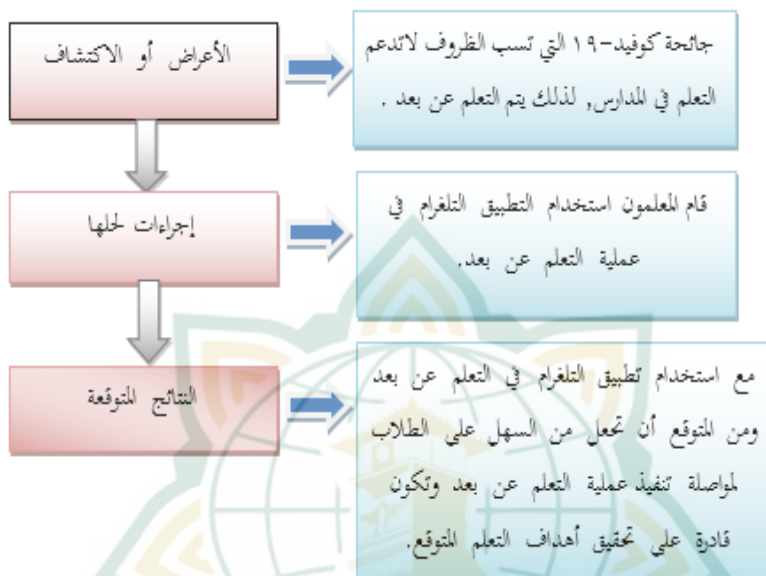 الأعراض أو الاكتشاف
جائحة كوفيد-١٩ التي تسب الظروف لاتدعم
التعلم في المدارس, لذلك يتم التعلم عن بعد .
إجراءات لحلها
قام المعلمون استخدام التطبيق التلغرام في
عملية التعلم عن بعد.
النتائج المتوقعة
مع استخدام تطبيق التلغرام في التعلم عن بعد
ومن المتوقع أن تجعل من السهل على الطلاب
لمواصلة تنفيذ عملية التعلم عن بعد وتكون
قادرة على تحقيق أهداف التعلم المتوقع.